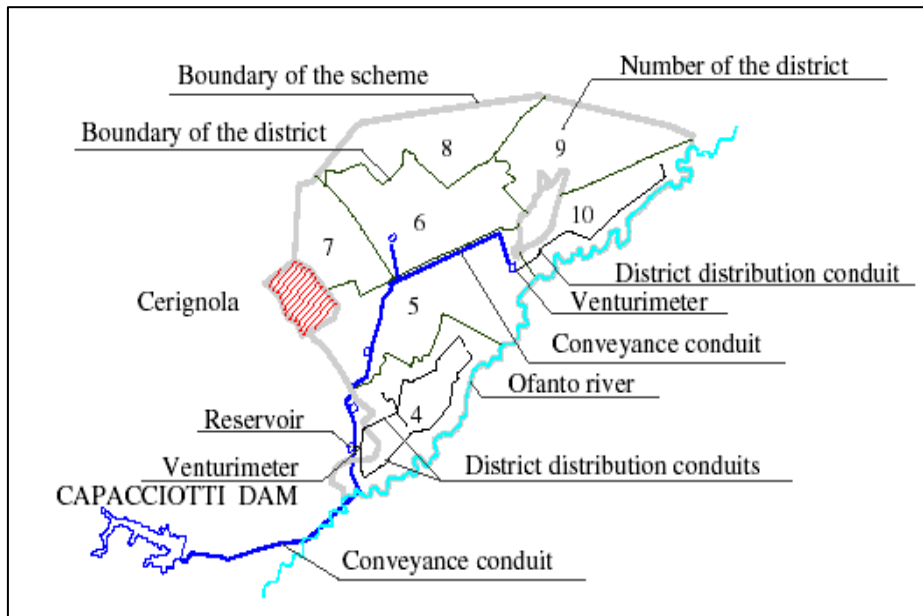 Boundary of the scheme
Number of the district
Boundary of the district
8
9
6
10
7
District distribution conduit
Cerignola
Venturimeter
5
Conveyance conduit
Ofanto river
Reservoir
4
Venturimeter
District distribution conduits
CAPACCIOTTI DAM
Conveyance conduit